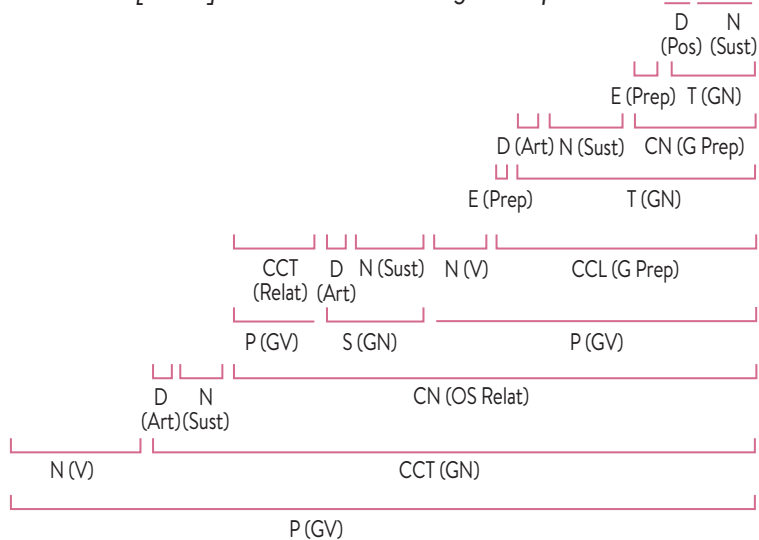 D N
(Pos) (Sust)
E (Prep) T (GN)
D (Art) N (Sust) CN (G Prep)
E (Prep) T (GN)
CCT D N (Sust) N (V) CCL (G Prep)
(Relat) (Art)
P (GV) S (GN) P (GV)
D N CN (OS Relat)
(Art) (Sust)
N (V) CCT (GN)
P (GV)